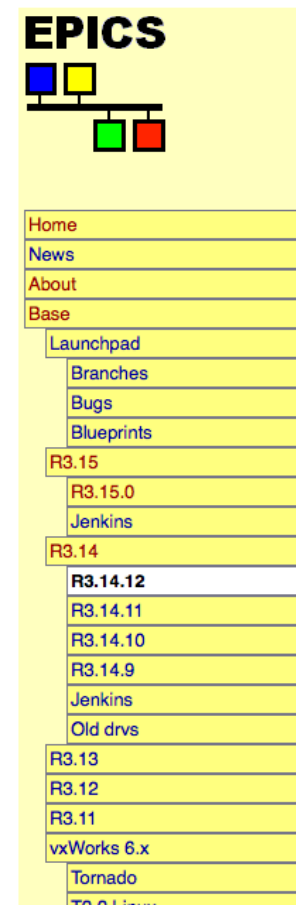 EPICS
Home
News
About
Base
Launchpad
Branches
Bugs
Blueprints
R3.15
R3.15.0
Jenkins
R3.14
R3.14.12
R3.14.11
R3.14.10
R3.14.9
Jenkins
Old drvs
R3.13
R3.12
R3.11
vxWorks 6.x
Tornado